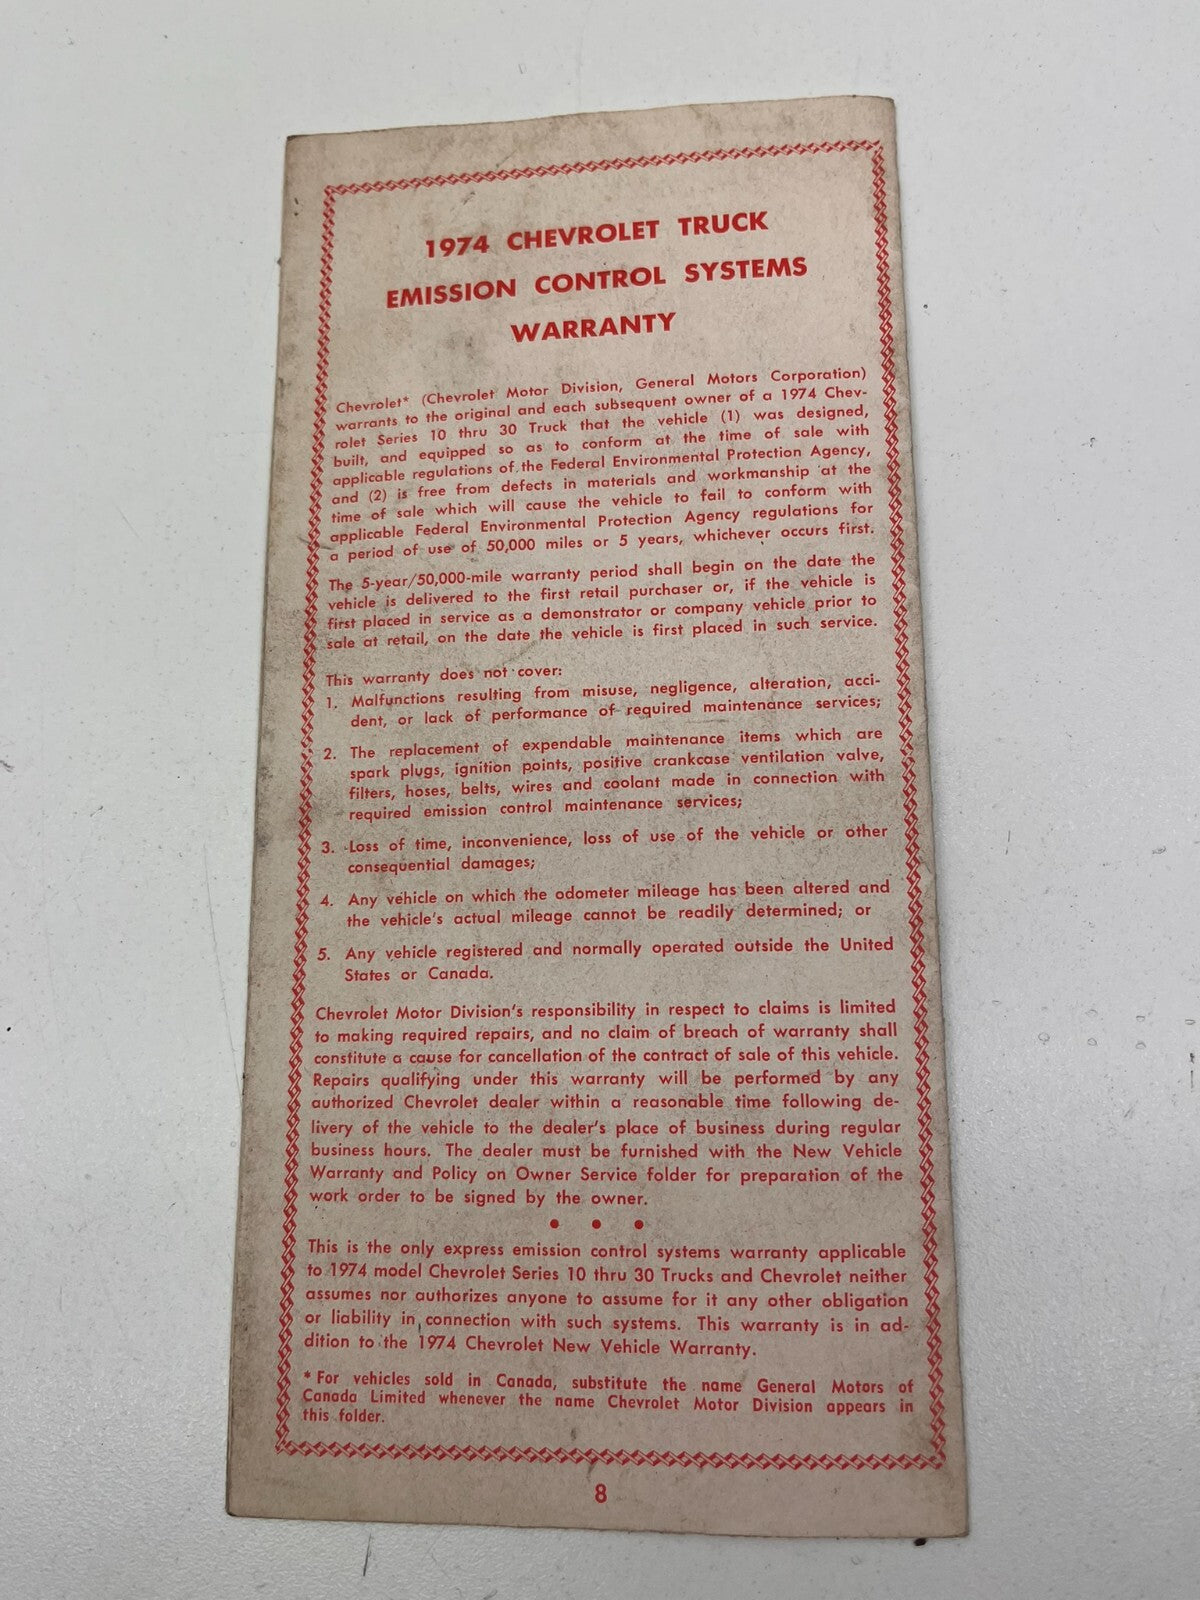 1974 CHEVROLET TRUCK
EMISSION CONTROL SYSTEMS
WARRANTY
Chevrolet* (Chevrolet Motor Division, General Motors Corporation)
warrants to the original and each subsequent owner of a 1974 Chev-
rolet Series 10 thru 30 Truck that the vehicle (1) was designed,
built, and equipped so as to conform at the time of sale with
applicable regulations of the Federal Environmental Protection Agency,
and (2) is free from defects in materials and workmanship at the
time of sale which will cause the vehicle to fail to conform with
applicable Federal Environmental Protection Agency regulations for
a period of use of 50,000 miles or 5 years, whichever occurs first.
The 5-year/50,000-mile warranty period shall begin on the date the
vehicle is delivered to the first retail purchaser or, if the vehicle is
first placed in service as a demonstrator or company vehicle prior to
sale at retail, on the date the vehicle is first placed in such service.
This warranty does not cover:
1. Malfunctions resulting from misuse, negligence, alteration, acci-
dent, or lack of performance of required maintenance services;
2. The replacement of expendable maintenance items which are
spark plugs, ignition points, positive crankcase ventilation valve,
filters, hoses, belts, wires and coolant made in connection with
required emission control maintenance services;
3. Loss of time, inconvenience, loss of use of the vehicle or other
consequential damages;
4. Any vehicle on which the odometer mileage has been altered and
the vehicle's actual mileage cannot be readily determined; or
5. Any vehicle registered and normally operated outside the United
States or Canada.
Chevrolet Motor Division's responsibility in respect to claims is limited
to making required repairs, and no claim of breach of warranty shall
constitute a cause for cancellation of the contract of sale of this vehicle.
Repairs qualifying under this warranty will be performed by any
authorized Chevrolet dealer within a reasonable time following de-
livery of the vehicle to the dealer's place of business during regular
business hours. The dealer must be furnished with the New Vehicle
Warranty and Policy on Owner Service folder for preparation of the
work order to be signed by the owner.
• • •
This is the only express emission control systems warranty applicable
to 1974 model Chevrolet Series 10 thru 30 Trucks and Chevrolet neither
assumes nor authorizes anyone to assume for it any other obligation
or liability in connection with such systems. This warranty is in ad-
dition to the 1974 Chevrolet New Vehicle Warranty.
* For vehicles sold in Canada, substitute the name General Motors of
Canada Limited whenever the name Chevrolet Motor Division appears in
this folder.
8